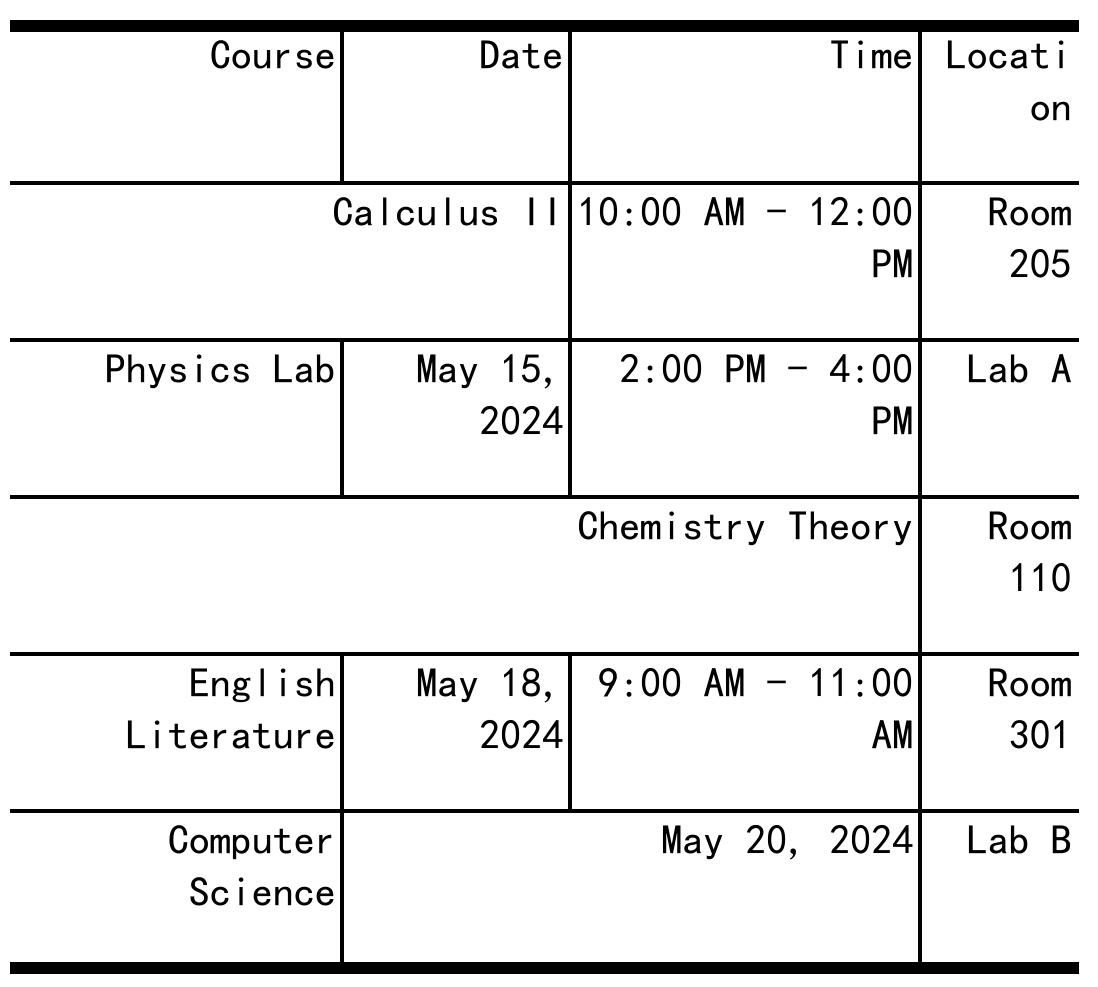 Course Date Time Locati
on
Calculus II 10:00 AM - 12:00 Room
PM 205
Physics Lab May 15, 2:00 PM - 4:00 Lab A
2024 PM
Chemistry Theory Room
110
English May 18, 9:00 AM - 11:00 Room
Literature 2024 AM 301
Computer May 20, 2024 Lab B
Science